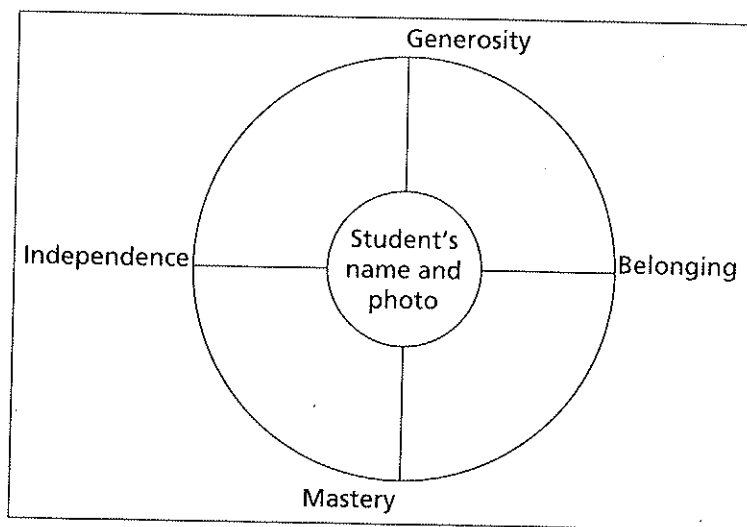 Generosity
Independence
Student's
name and
photo
Belonging
Mastery